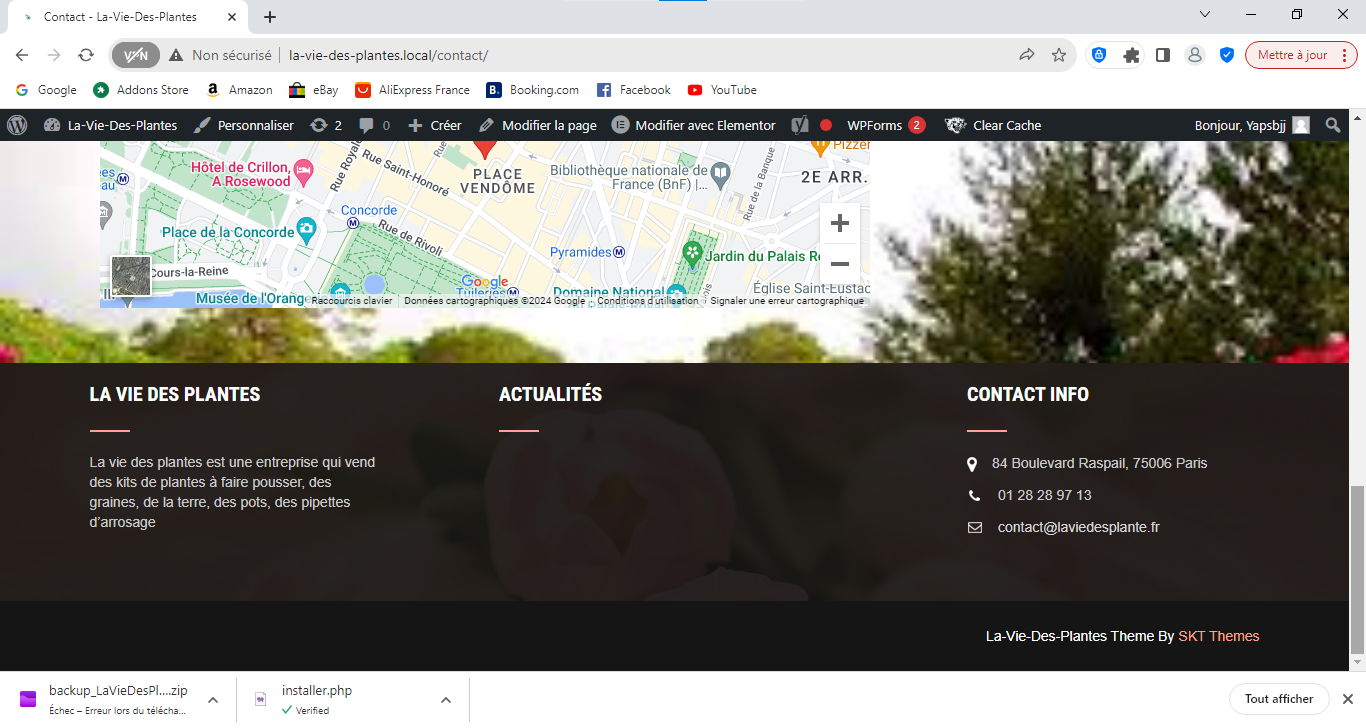 Contact - La-Vie-Des-Plantes
VPN
Non sécurisé
la-vie-des-plantes.local/contact/
Mettre à jour
Google
Addons Store
Amazon
eBay
AliExpress France
Booking.com
Facebook
YouTube
La-Vie-Des-Plantes
Personnaliser
2
0
Créer
Modifier la page
Modifier avec Elementor
WPForms 2
Clear Cache
Bonjour, Yapsbjj
Hôtel de Crillon,
A Rosewood
Rue Royale
Rue Saint-Honoré
PLACE
VENDÔME
Bibliothèque nationale de
France (BnF) |...
Rue de la Banque
2E ARR.
Concorde
Place de la Concorde
Rue de Rivoli
Pyramides
Jardin du Palais
Cours-la-Reine
Google
Tuileries
Domaine National
Église Saint-Eustac
Musée de l'Orang
Raccourcis clavier
Données cartographiques ©2024 Google
Conditions d'utilisation
Signaler une erreur cartographique
LA VIE DES PLANTES
La vie des plantes est une entreprise qui vend
des kits de plantes à faire pousser, des
graines, de la terre, des pots, des pipettes
d'arrosage
ACTUALITÉS
CONTACT INFO
84 Boulevard Raspail, 75006 Paris
01 28 28 97 13
contact@laviedesplante.fr
La-Vie-Des-Plantes Theme By SKT Themes
backup_LaVieDesPl....zip
Échec – Erreur lors du télécha...
installer.php
Verified
Tout afficher